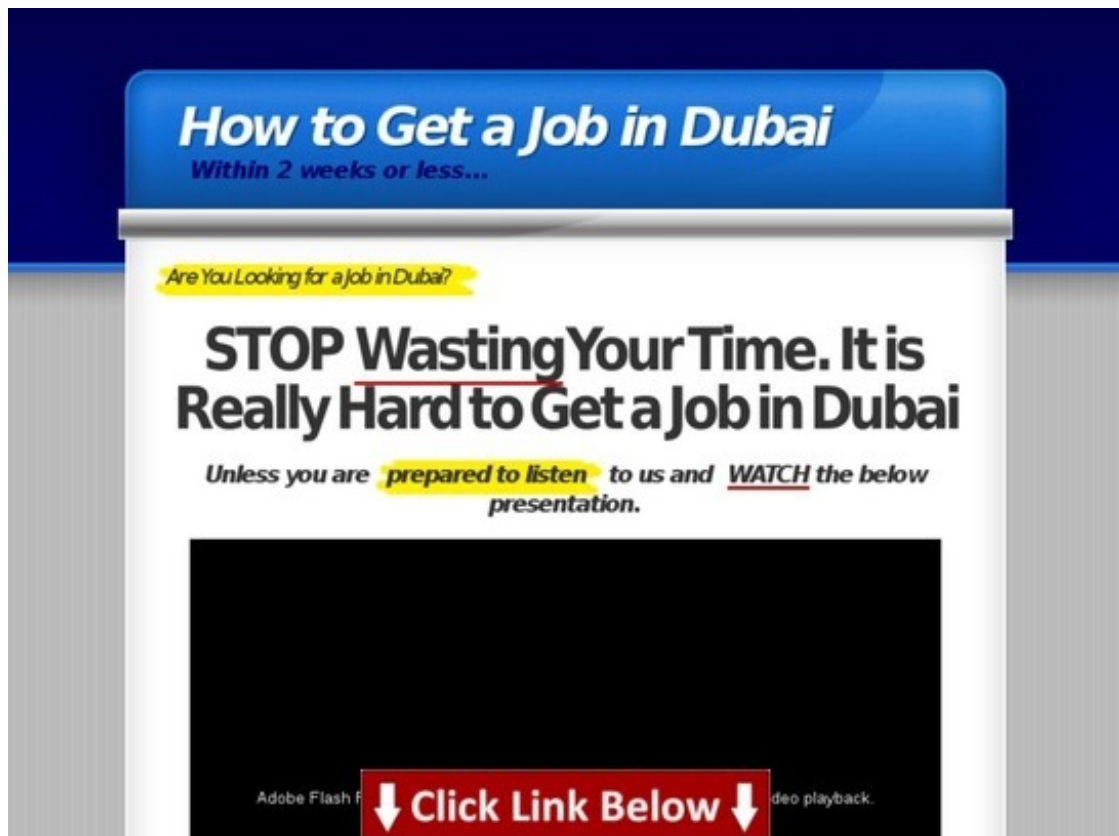 How to Get a Job in Dubai
Within 2 weeks or less...
Are You Looking for a Job in Dubai?
STOP Wasting Your Time. It is
Really Hard to Get a Job in Dubai
Unless you are prepared to listen to us and WATCH the below
presentation.
Adobe Flash
deo playback.
Click Link Below